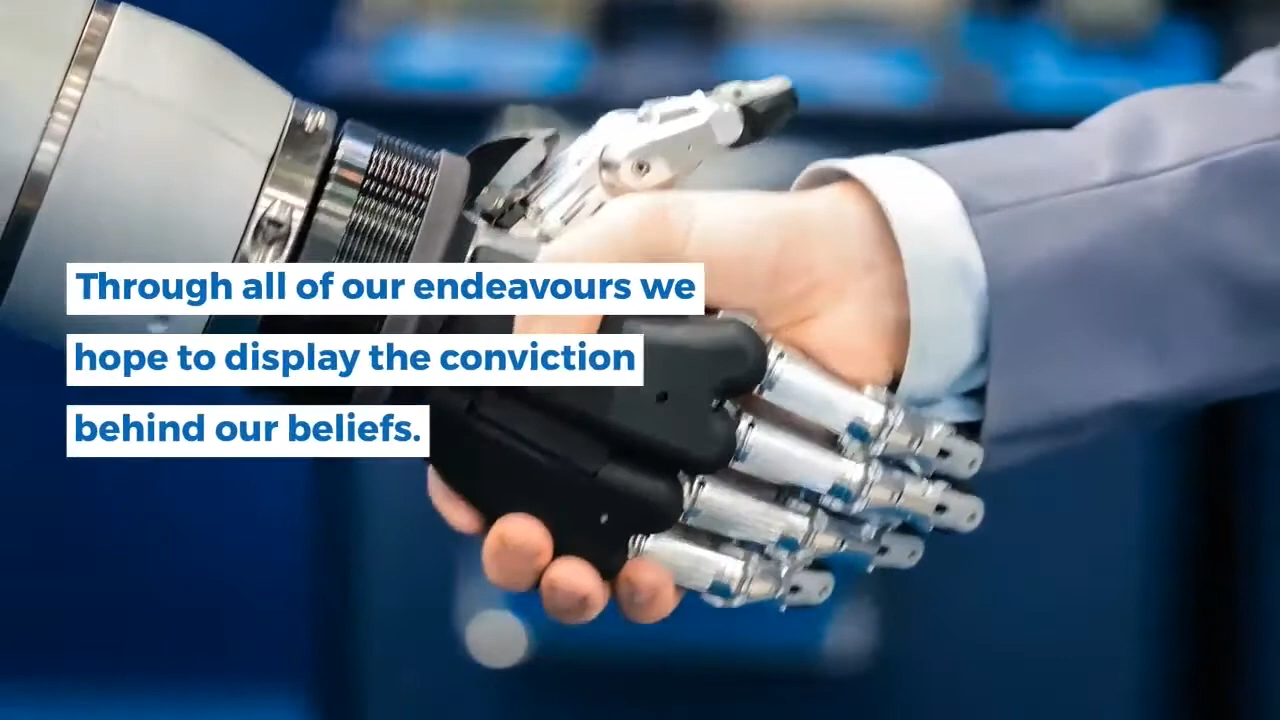 Through all of our endeavours we
hope to display the conviction
behind our beliefs.